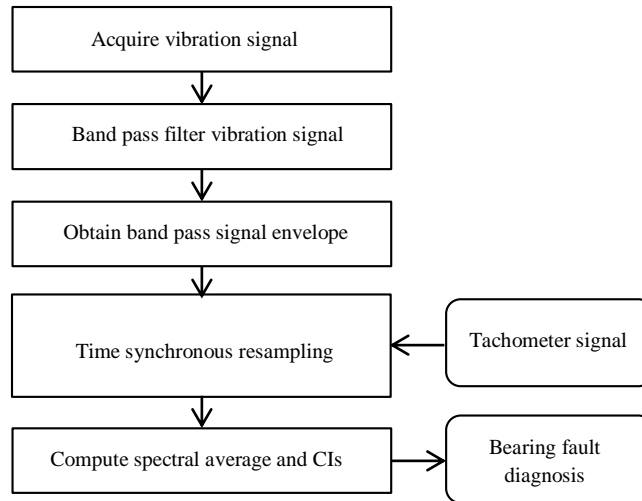 Acquire vibration signal
Band pass filter vibration signal
Obtain band pass signal envelope
Time synchronous resampling
Tachometer signal
Compute spectral average and CIs
Bearing fault
diagnosis